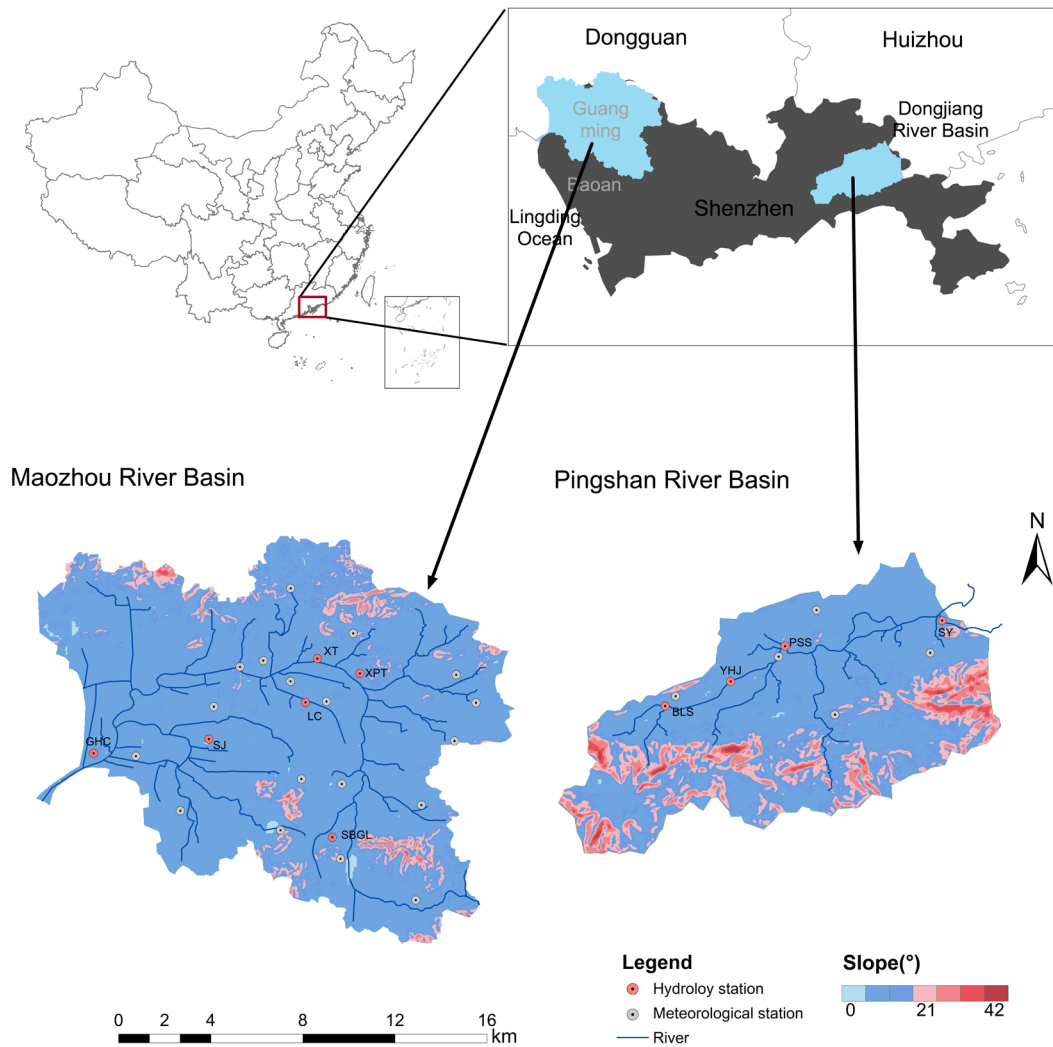 Dongguan
Huizhou
Guang
ming
Dongjiang
River Basin
Baoan
Shenzhen
Lingding
Ocean
Maozhou River Basin
Pingshan River Basin
N
XT
XPT
LC
SJ
GHC
SBGL
SY
PSS
YHJ
BLS
Legend
Hydroloy station
Meteorological station
River
Slope(°)
0 21 42
0 2 4 8 12 16
km